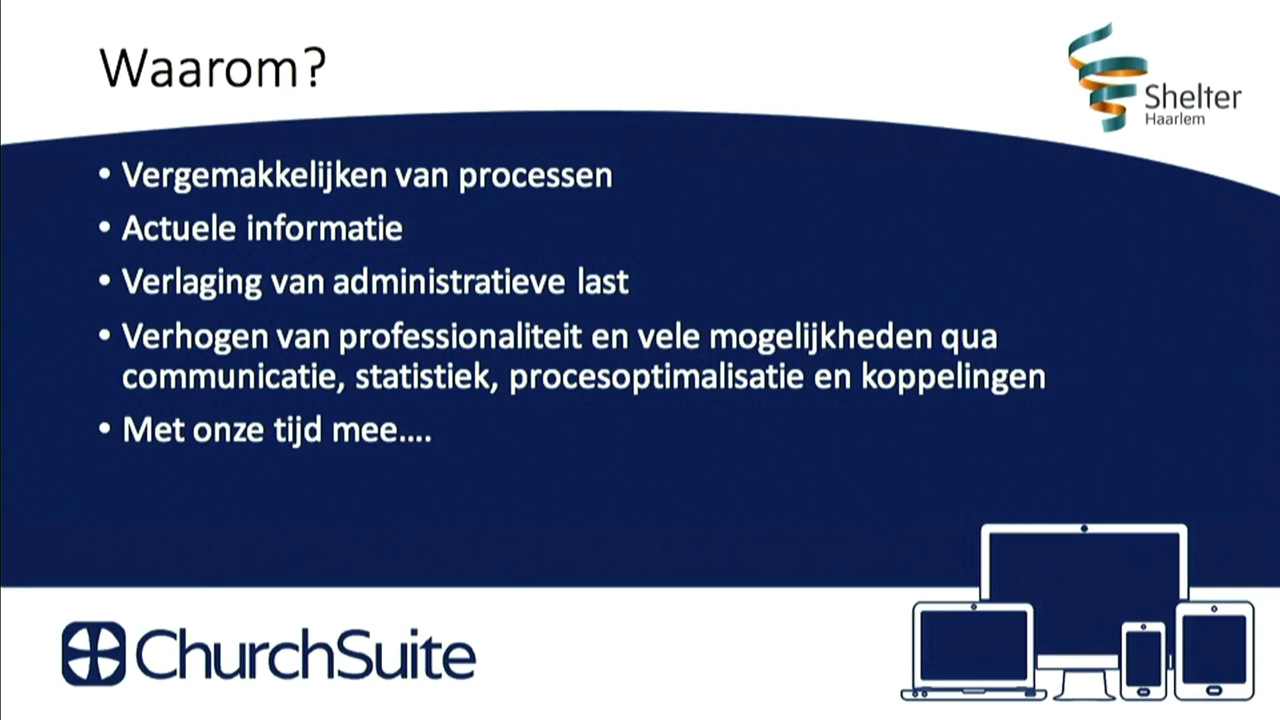 Waarom?
Shelter
Haarlem
• Vergemakkelijken van processen
• Actuele informatie
• Verlaging van administratieve last
• Verhogen van professionaliteit en vele mogelijkheden qua
communicatie, statistiek, procesoptimalisatie en koppelingen
• Met onze tijd mee....
ChurchSuite